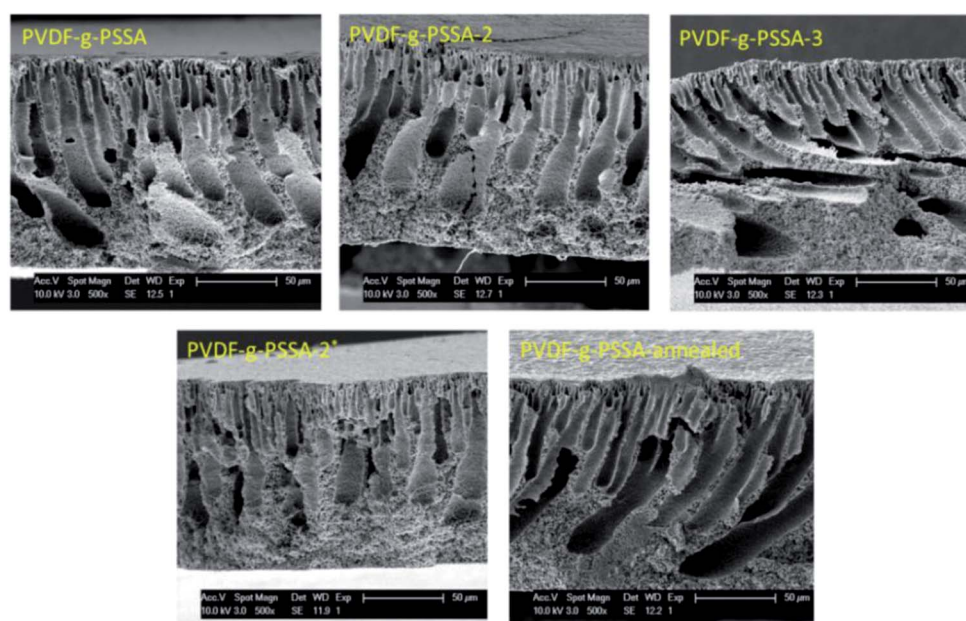 PVDF-g-PSSA
Acc.V Spot Magn Det WD Exp
10.0 kV 3.0 500x SE 12.5 1
50 µm
PVDF-g-PSSA-2
Acc.V Spot Magn Det WD Exp
10.0 kV 3.0 500x SE 12.7 1
50 µm
PVDF-g-PSSA-3
Acc.V Spot Magn Det WD Exp
10.0 kV 3.0 500x SE 12.3 1
50 µm
PVDF-g-PSSA-2*
Acc.V Spot Magn Det WD Exp
10.0 kV 3.0 500x SE 11.9 1
50 µm
PVDF-g-PSSA-annealed
Acc.V Spot Magn Det WD Exp
10.0 kV 3.0 500x SE 12.2 1
50 µm